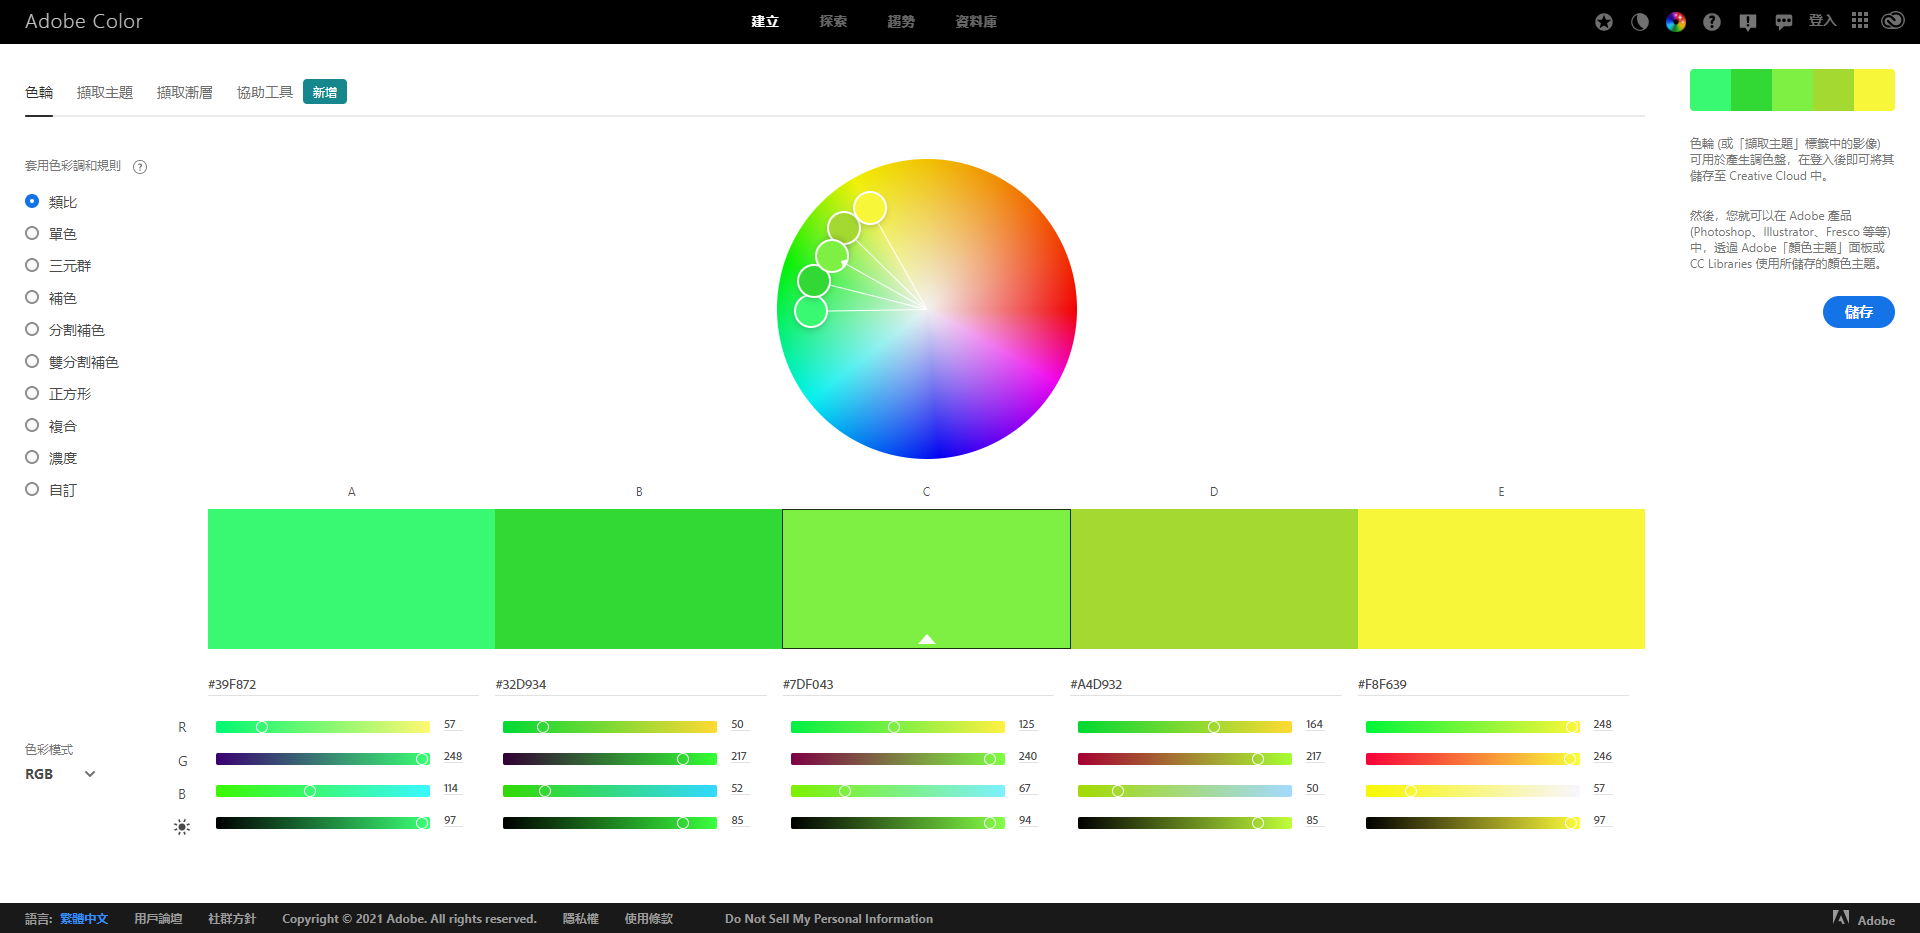 Adobe Color
建立 探索 趨勢 資料庫
登入
色輪 擷取主題 擷取漸層 協助工具 新增
套用色彩調和規則 ?
類比
單色
三元群
補色
分割補色
雙分割補色
正方形
複合
濃度
自訂
色輪 (或「擷取主題」標籤中的影像)
可用於產生調色盤，在登入後即可將其
儲存至 Creative Cloud 中。
然後，您就可以在 Adobe 產品
(Photoshop、Illustrator、Fresco 等等)
中，透過 Adobe「顏色主題」面板或
CC Libraries 使用所儲存的顏色主題。
儲存
A B C D E
#39F872 #32D934 #7DF043 #A4D932 #F8F639
色彩模式
RGB
R 57 50 125 164 248
G 248 217 240 217 246
B 114 52 67 50 57
97 85 94 85 97
語言: 繁體中文 用戶論壇 社群方針 Copyright © 2021 Adobe. All rights reserved. 隱私權 使用條款 Do Not Sell My Personal Information
Adobe